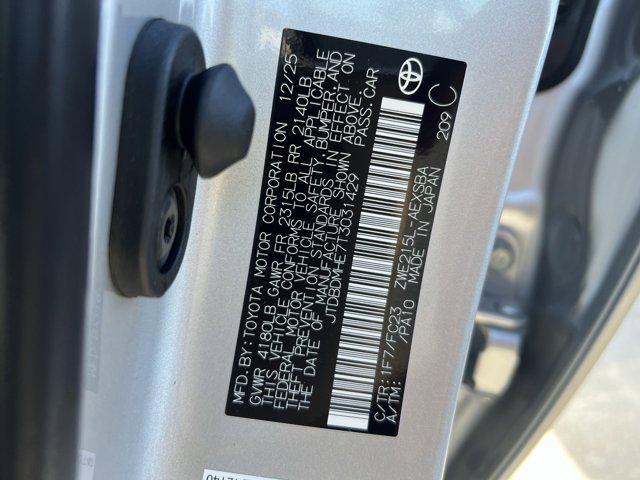 MFD.BY:TOYOTA MOTOR CORPORATION 12/25
GVWR 4180LB GAWR FR 2315LB RR 2140LB
THIS VEHICLE CONFORMS TO ALL APPLICABLE
FEDERAL MOTOR VEHICLE SAFETY, BUMPER, AND
THEFT PREVENTION STANDARDS IN EFFECT ON
THE DATE OF MANUFACTURE SHOWN ABOVE.
JTDBDMHE7T3031429 PASS.CAR
C/TR:1F7/FC23 ZWE215L-AEXSBA
A/TM: /PA10 MADE IN JAPAN
209 C